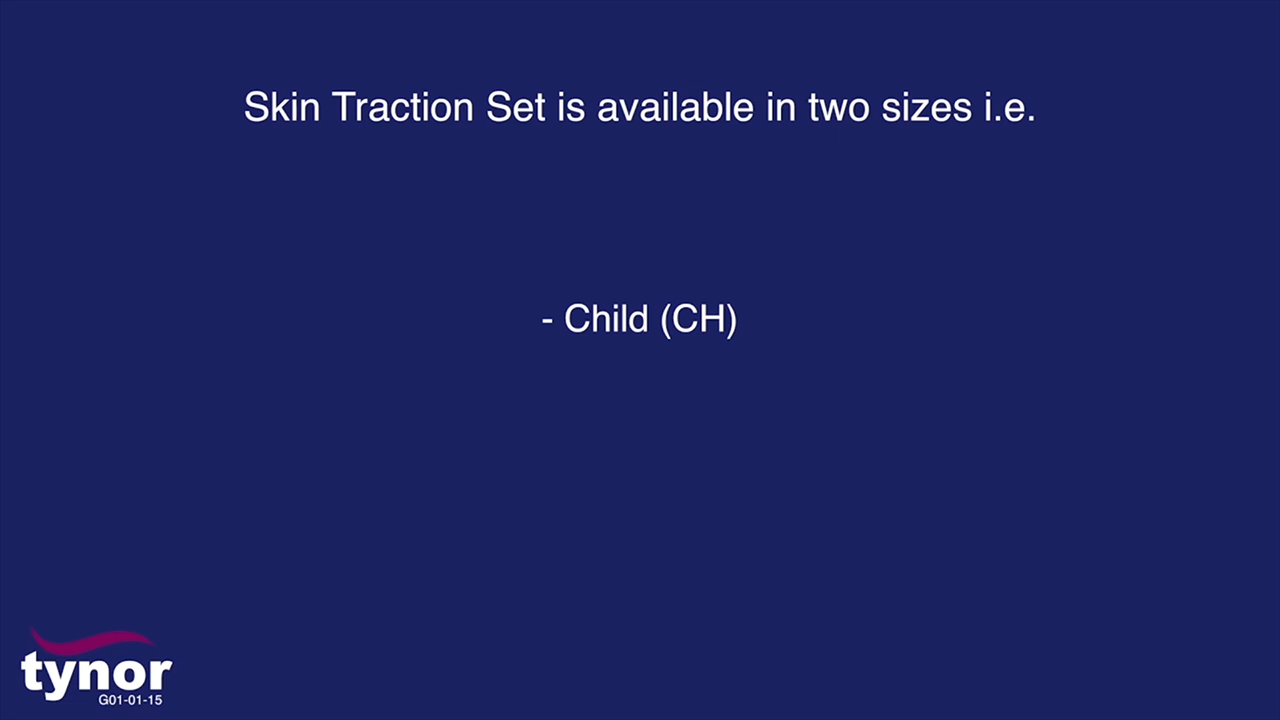 Skin Traction Set is available in two sizes i.e.
- Child (CH)
tynor
G01-01-15